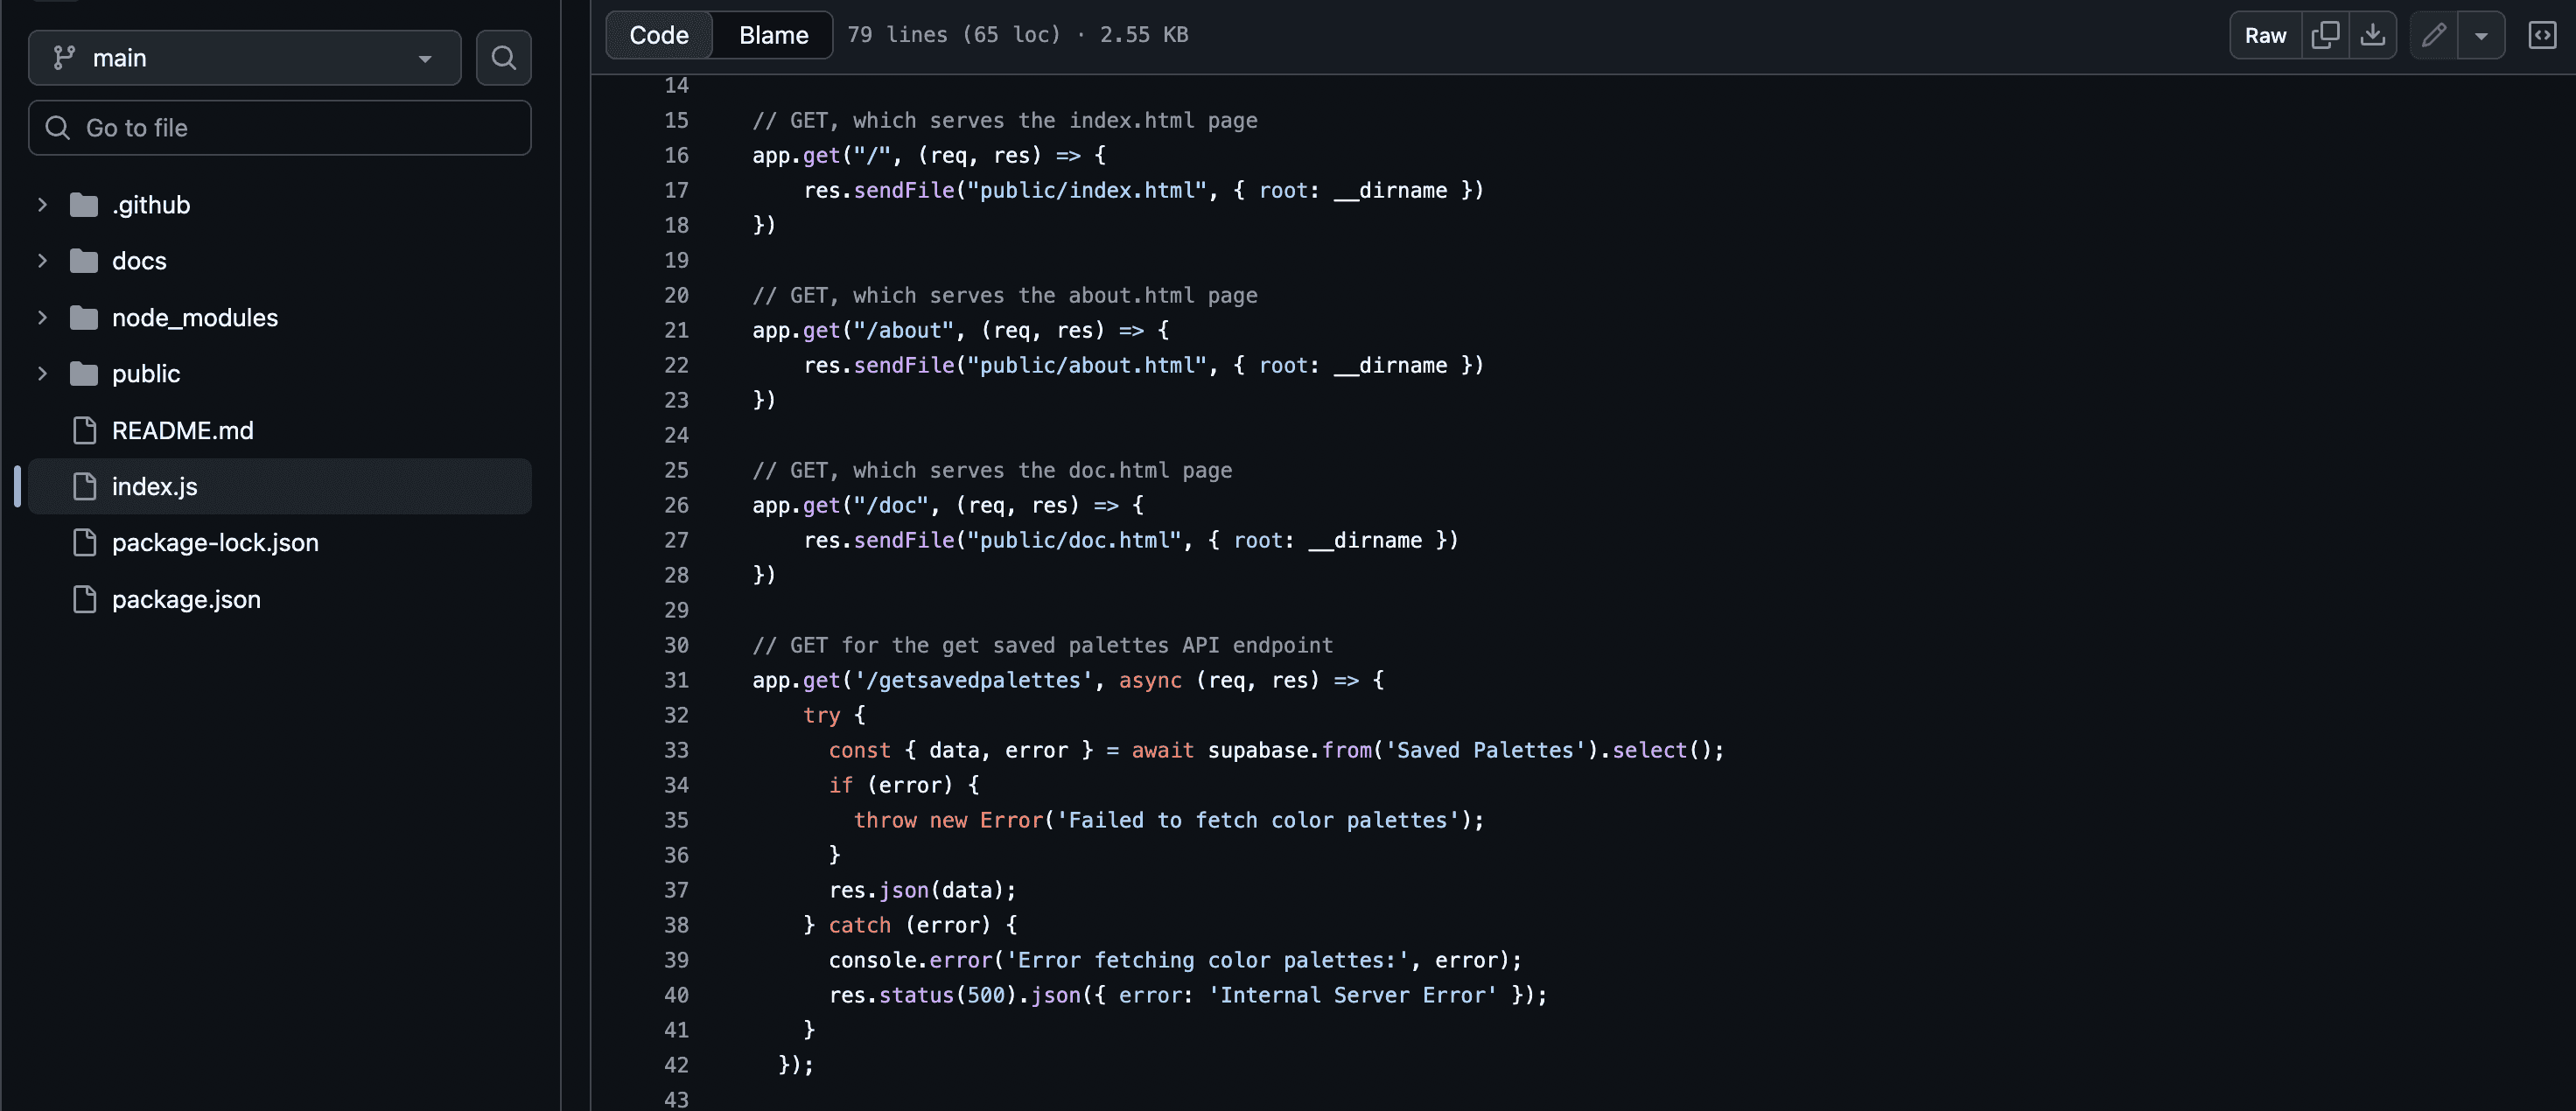 main
Go to file
.github
docs
node_modules
public
README.md
index.js
package-lock.json
package.json
Code Blame 79 lines (65 loc) · 2.55 KB Raw
14
15 // GET, which serves the index.html page
16 app.get("/", (req, res) => {
17 res.sendFile("public/index.html", { root: __dirname })
18 })
19
20 // GET, which serves the about.html page
21 app.get("/about", (req, res) => {
22 res.sendFile("public/about.html", { root: __dirname })
23 })
24
25 // GET, which serves the doc.html page
26 app.get("/doc", (req, res) => {
27 res.sendFile("public/doc.html", { root: __dirname })
28 })
29
30 // GET for the get saved palettes API endpoint
31 app.get('/getsavedpalettes', async (req, res) => {
32 try {
33 const { data, error } = await supabase.from('Saved Palettes').select();
34 if (error) {
35 throw new Error('Failed to fetch color palettes');
36 }
37 res.json(data);
38 } catch (error) {
39 console.error('Error fetching color palettes:', error);
40 res.status(500).json({ error: 'Internal Server Error' });
41 }
42 });
43